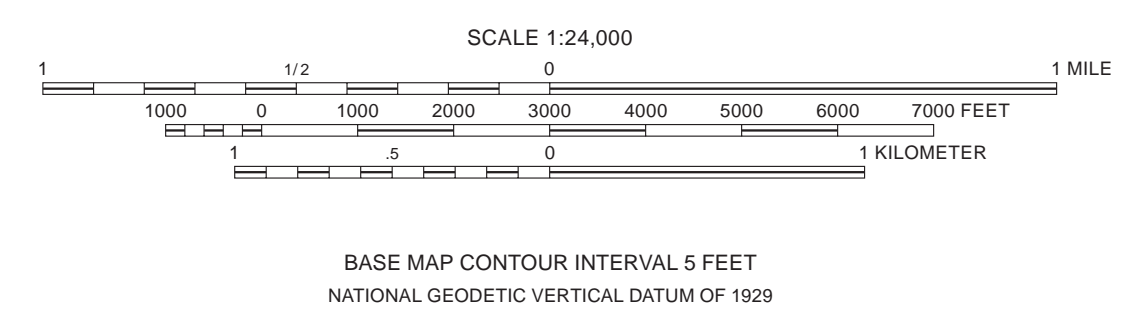 SCALE 1:24,000
1 1/2 0 1 MILE
1000 0 1000 2000 3000 4000 5000 6000 7000 FEET
1 .5 0 1 KILOMETER
BASE MAP CONTOUR INTERVAL 5 FEET
NATIONAL GEODETIC VERTICAL DATUM OF 1929